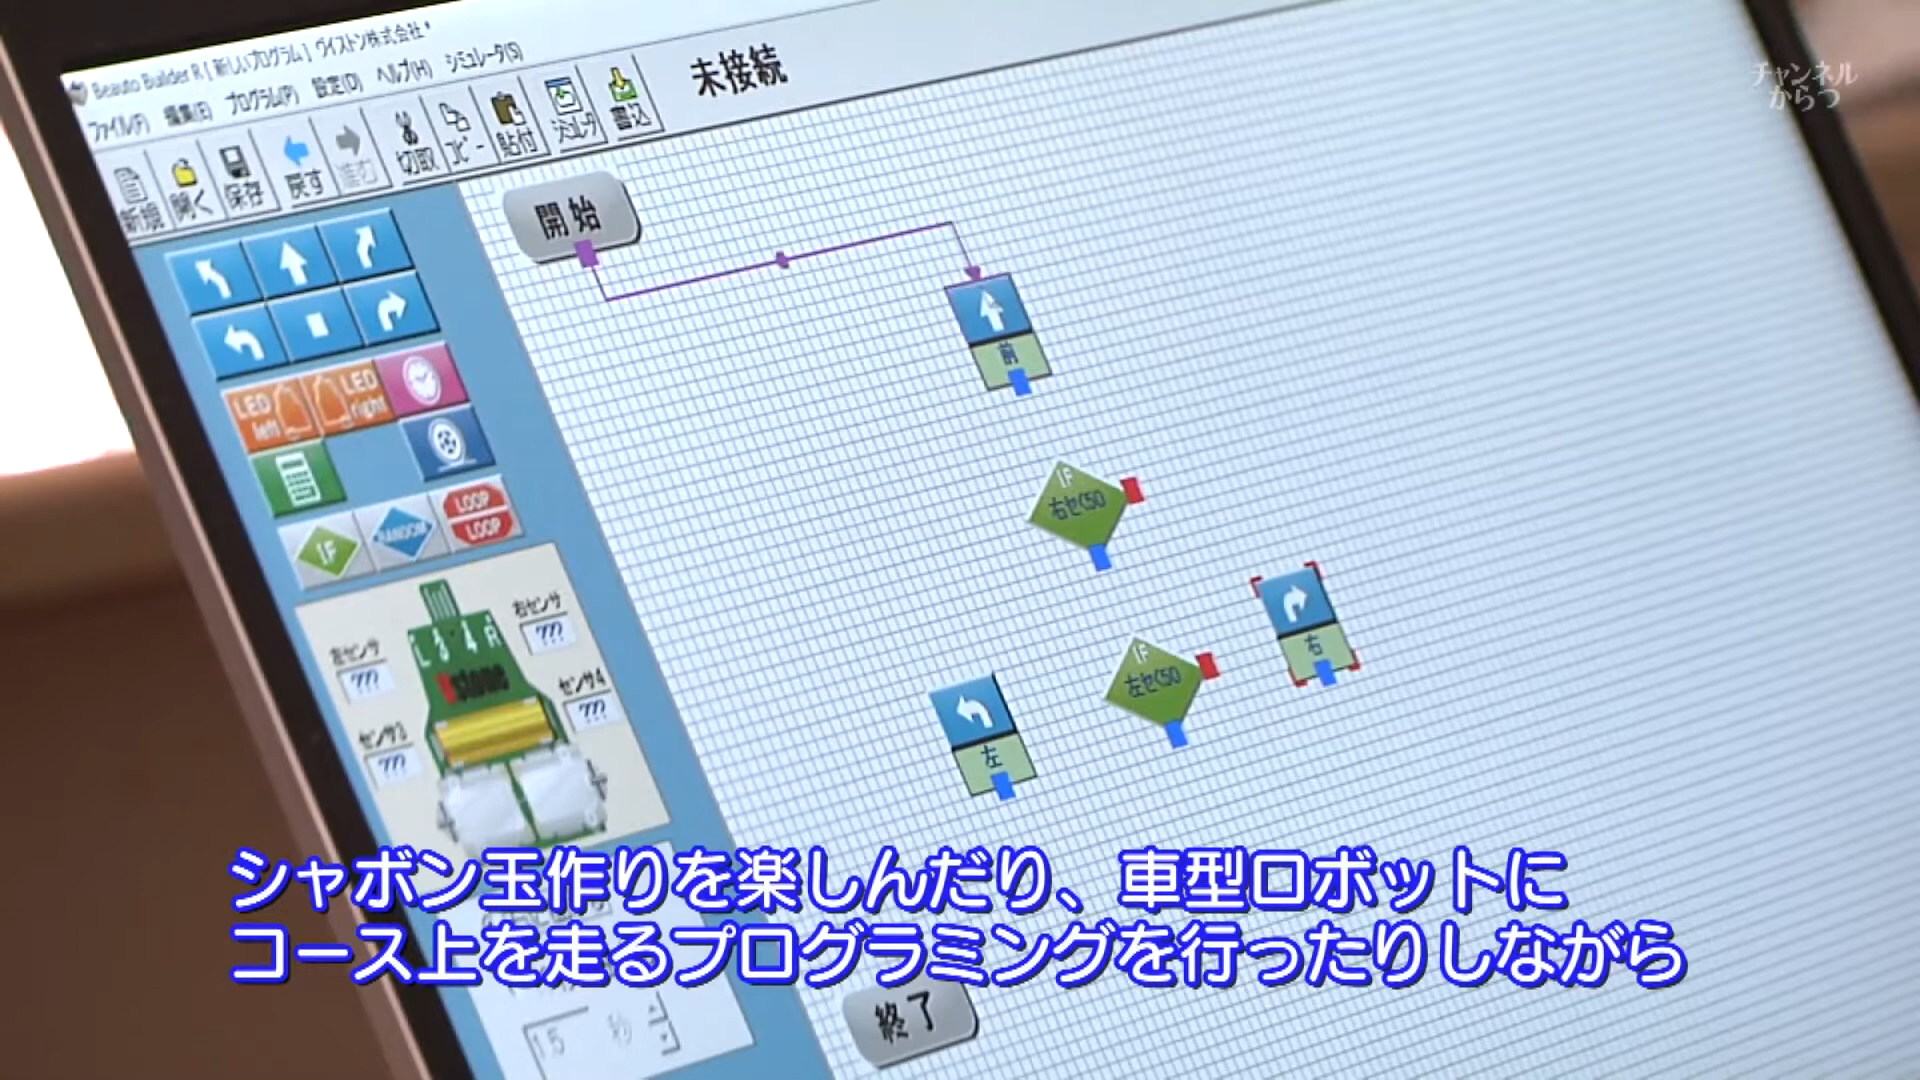 Beauto Builder R [ 新しいプログラム ] ヴイストン株式会社 *
ファイル(F) 編集(E) プログラム(P) 設定(D) ヘルプ(H) シミュレータ(S)
新規 開く 保存 戻す 進む 切取 コピー 貼付 シミュレータ 書込
未接続
チャンネル
からつ
開始
前
LED left
LED right
IF
RANDOM
LOOP
LOOP
IF
右セ<50
IF
左セ<50
右
左
L 3 4 R
Vstone
左センサ
???
右センサ
???
センサ3
???
センサ4
???
シャボン玉作りを楽しんだり、車型ロボットに
コース上を走るプログラミングを行ったりしながら
終了
秒